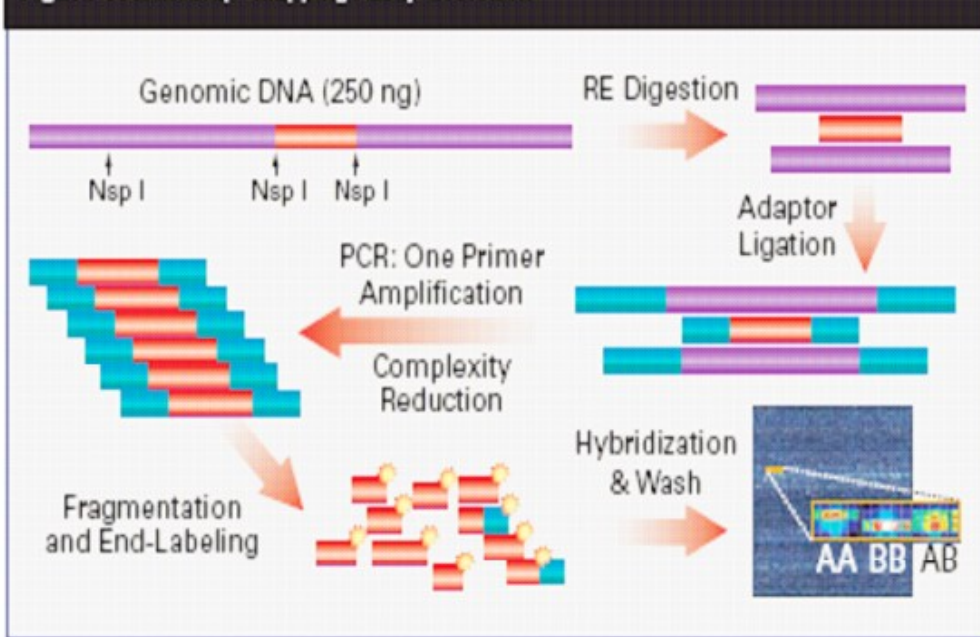 Genomic DNA (250 ng)
RE Digestion
Nsp I
Nsp I
Nsp I
Adaptor
Ligation
PCR: One Primer
Amplification
Complexity
Reduction
Hybridization
& Wash
Fragmentation
and End-Labeling
AA BB AB